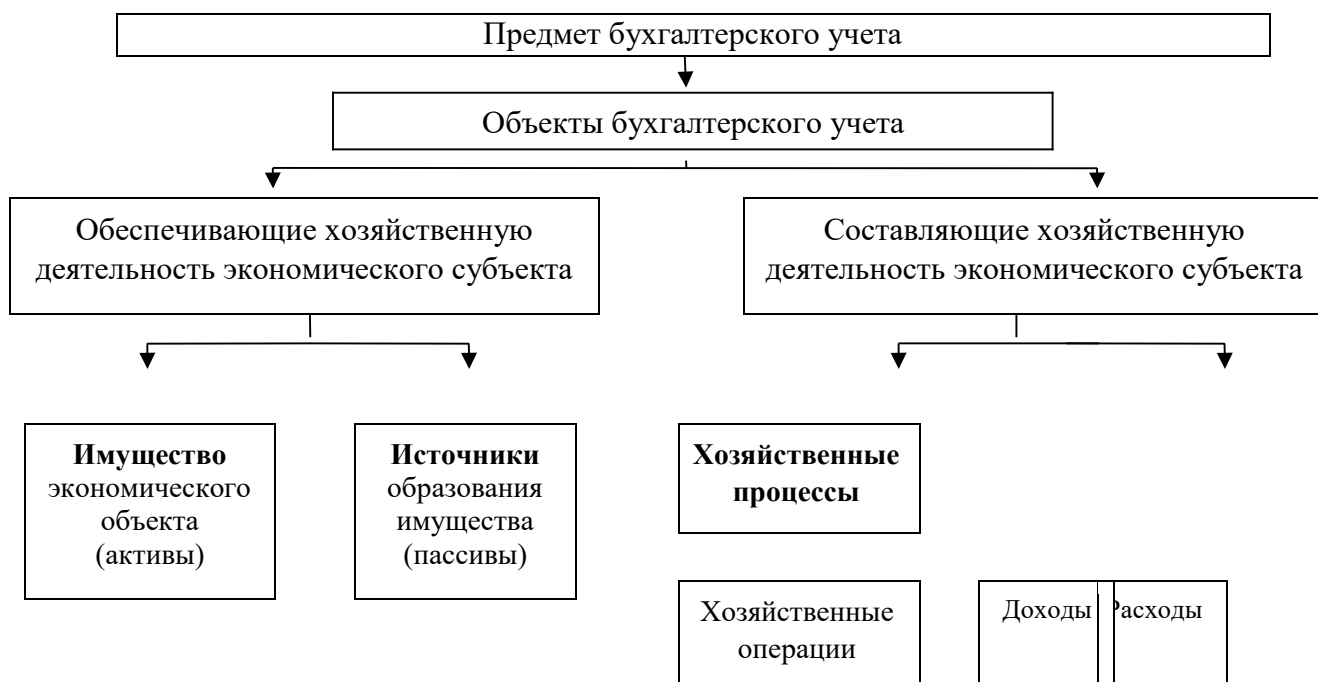 Предмет бухгалтерского учета
Объекты бухгалтерского учета
Обеспечивающие хозяйственную
деятельность экономического субъекта
Составляющие хозяйственную
деятельность экономического субъекта
Имущество
экономического
объекта
(активы)
Источники
образования
имущества
(пассивы)
Хозяйственные
процессы
Хозяйственные
операции
Доходы
Расходы